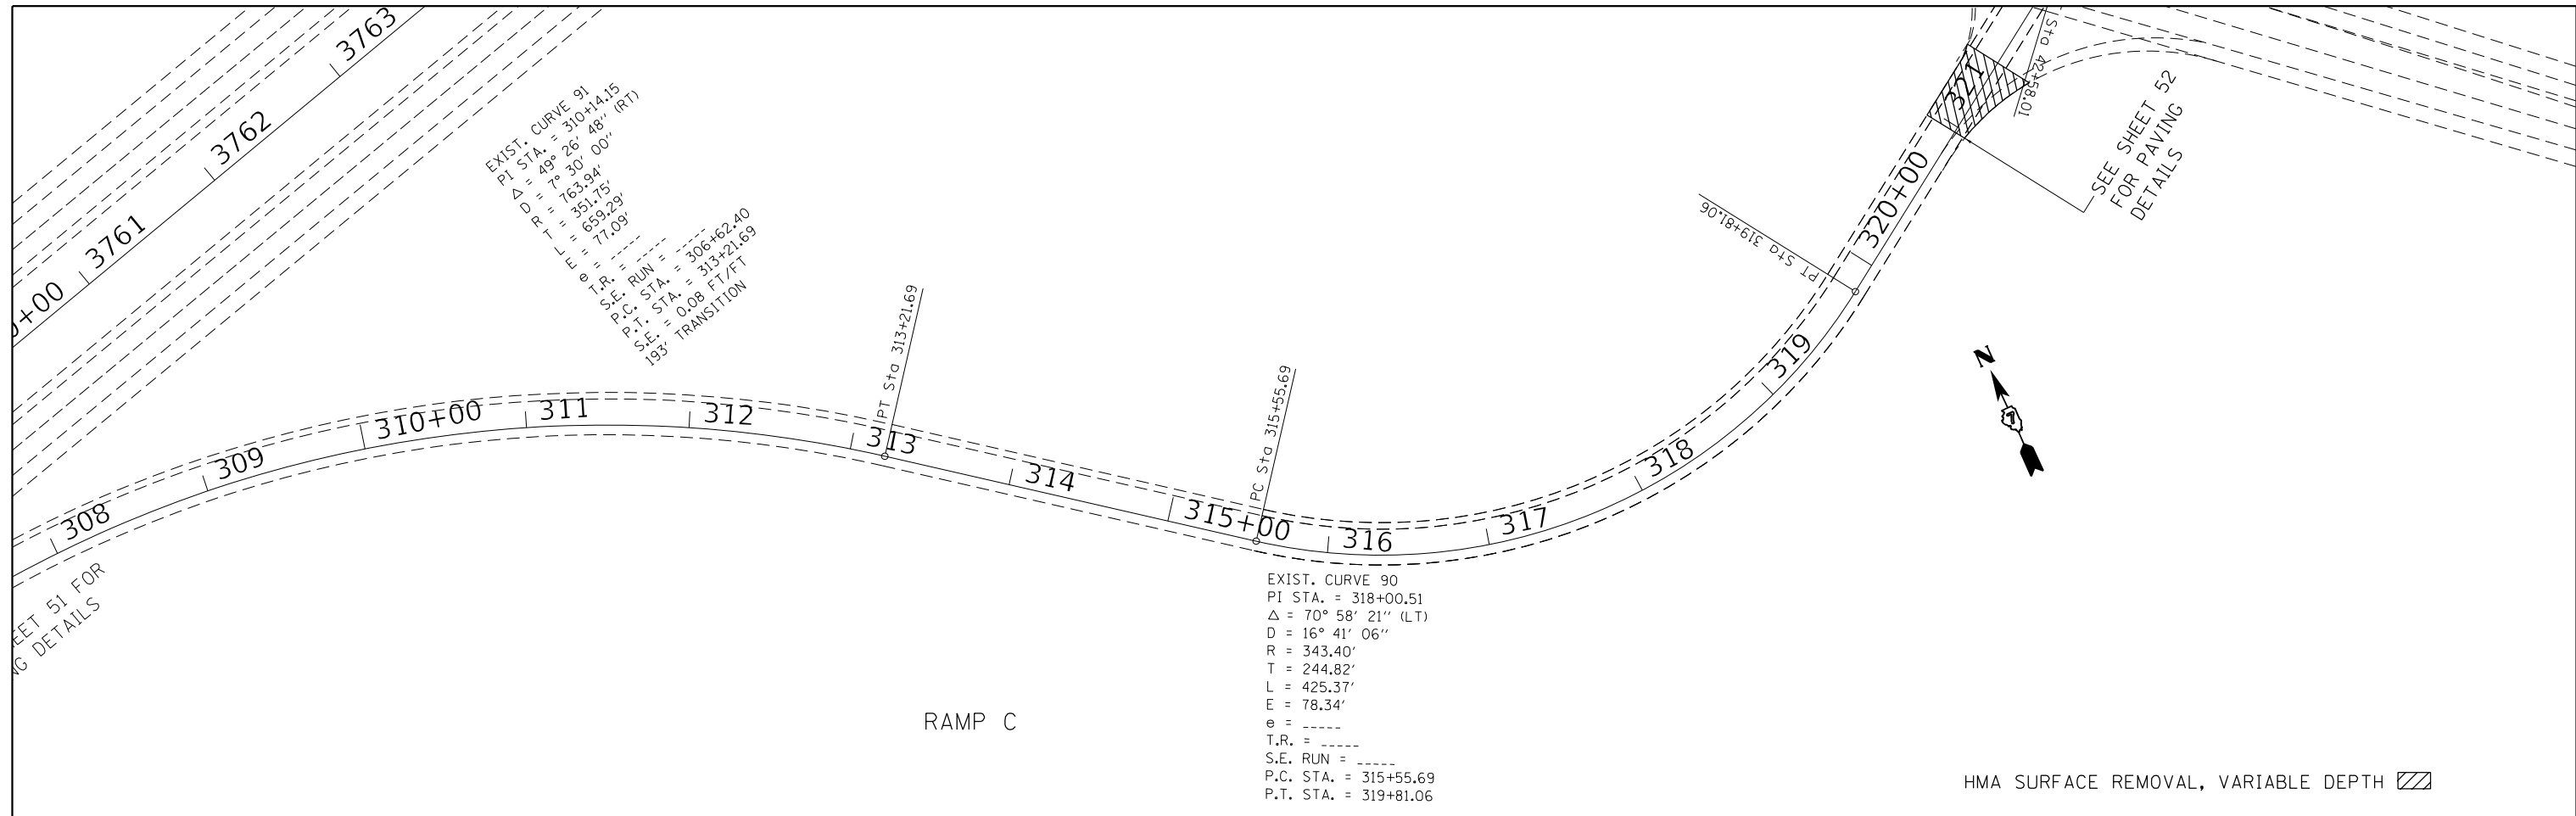 3763
3762
3761
0+00
EXIST. CURVE 91
PI STA. = 310+14.15
Δ = 49° 26' 48'' (RT)
D = 7° 30' 00''
R = 763.94'
T = 351.75'
L = 659.29'
E = 77.09'
e = -----
T.R. = -----
S.E. RUN = -----
P.C. STA. = 306+62.40
P.T. STA. = 313+21.69
S.E. = 0.08 FT/FT
193' TRANSITION
308
309
310+00
311
312
313
314
315+00
316
317
318
319
320+00
321
PT Sta 313+21.69
PC Sta 315+55.69
PT Sta 319+81.06
Sta 42+58.01
SEE SHEET 52
FOR PAVING
DETAILS
N
7
EET 51 FOR
NG DETAILS
EXIST. CURVE 90
PI STA. = 318+00.51
Δ = 70° 58' 21'' (LT)
D = 16° 41' 06''
R = 343.40'
T = 244.82'
L = 425.37'
E = 78.34'
e = -----
T.R. = -----
S.E. RUN = -----
P.C. STA. = 315+55.69
P.T. STA. = 319+81.06
RAMP C
HMA SURFACE REMOVAL, VARIABLE DEPTH